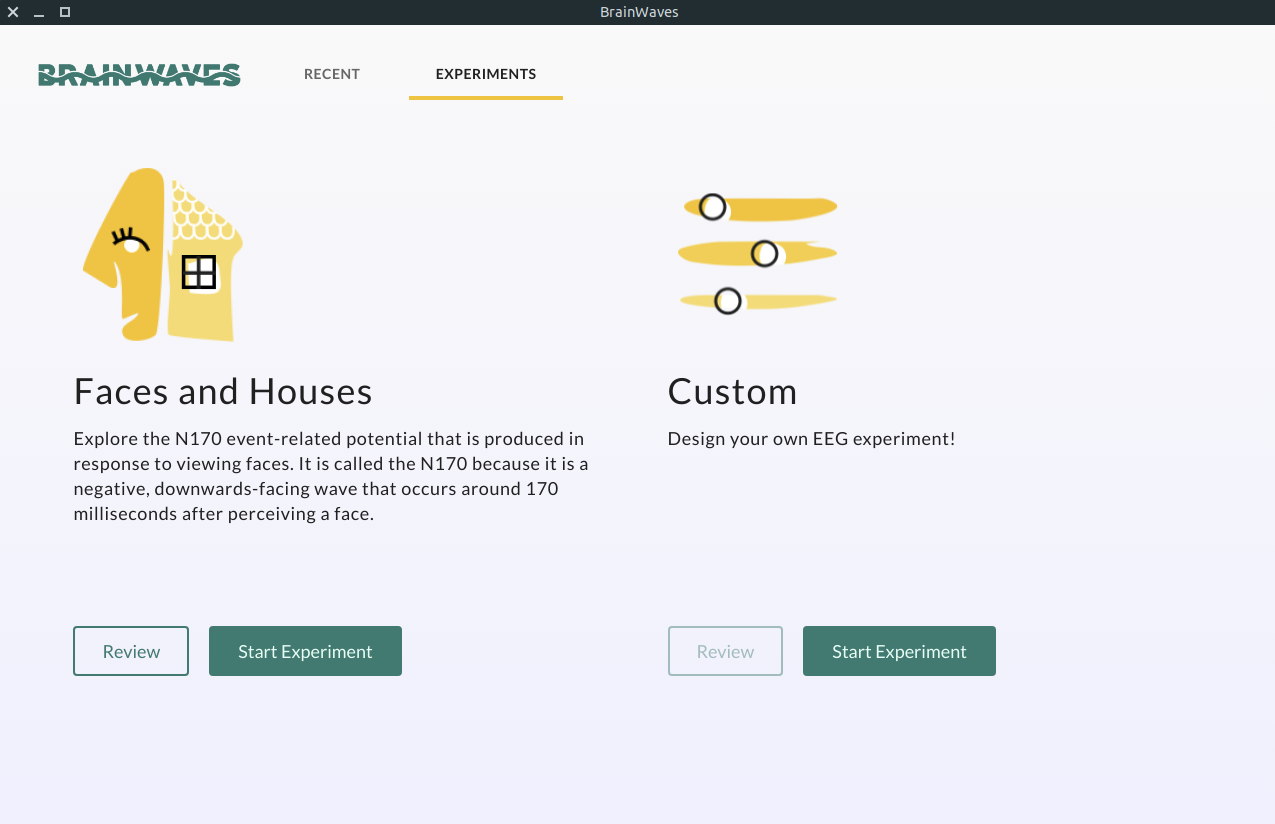 BrainWaves
BRAINWAVES
RECENT
EXPERIMENTS
Faces and Houses
Explore the N170 event-related potential that is produced in
response to viewing faces. It is called the N170 because it is a
negative, downwards-facing wave that occurs around 170
milliseconds after perceiving a face.
Review
Start Experiment
Custom
Design your own EEG experiment!
Review
Start Experiment